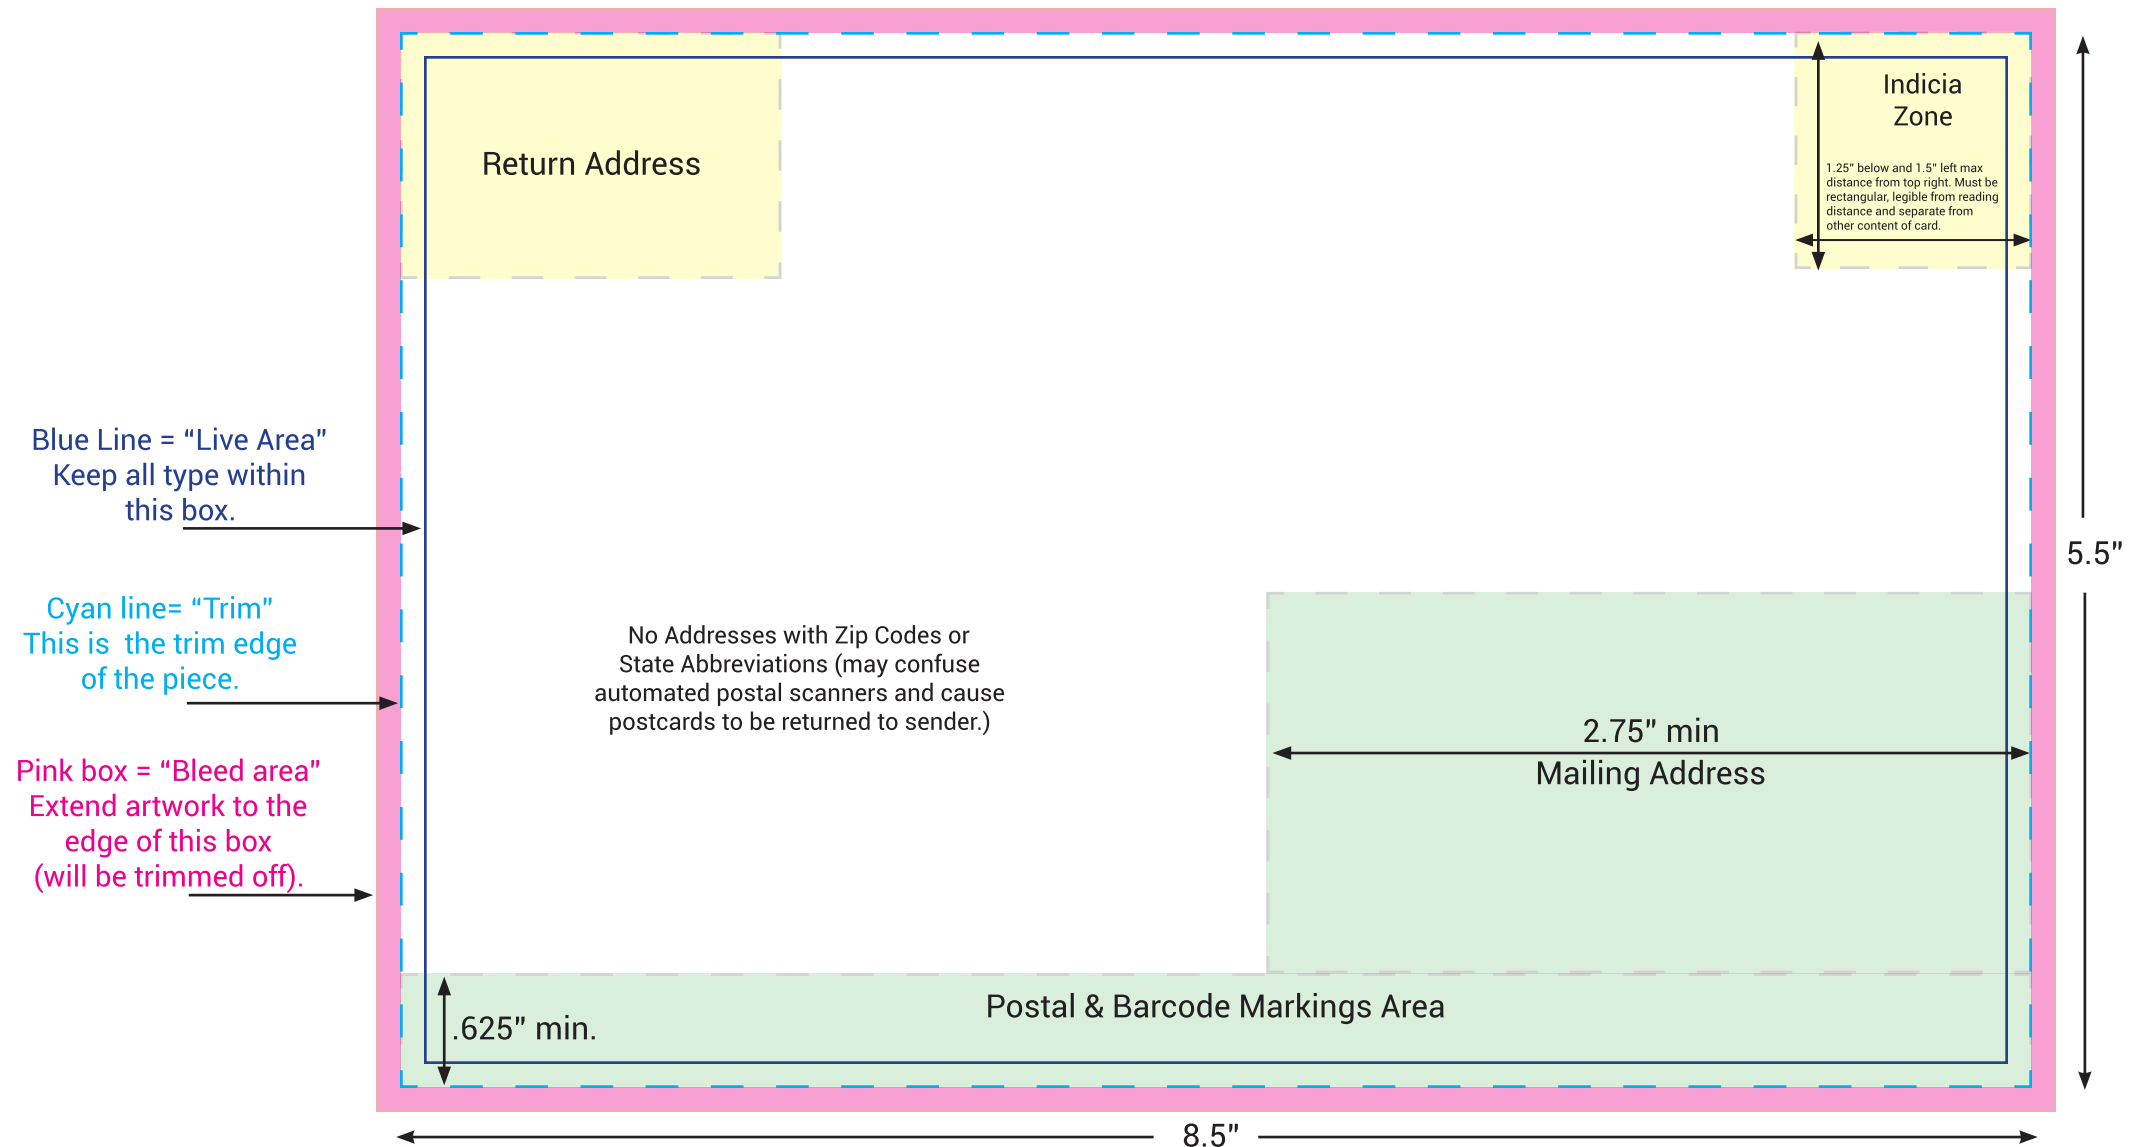 Return Address
Indicia
Zone
1.25” below and 1.5” left max
distance from top right. Must be
rectangular, legible from reading
distance and separate from
other content of card.
Blue Line = “Live Area”
Keep all type within
this box.
Cyan line= “Trim”
This is  the trim edge
of the piece.
Pink box = “Bleed area”
Extend artwork to the
edge of this box
(will be trimmed off).
No Addresses with Zip Codes or
State Abbreviations (may confuse
automated postal scanners and cause
postcards to be returned to sender.)
5.5”
2.75” min
Mailing Address
Postal & Barcode Markings Area
.625” min.
8.5”